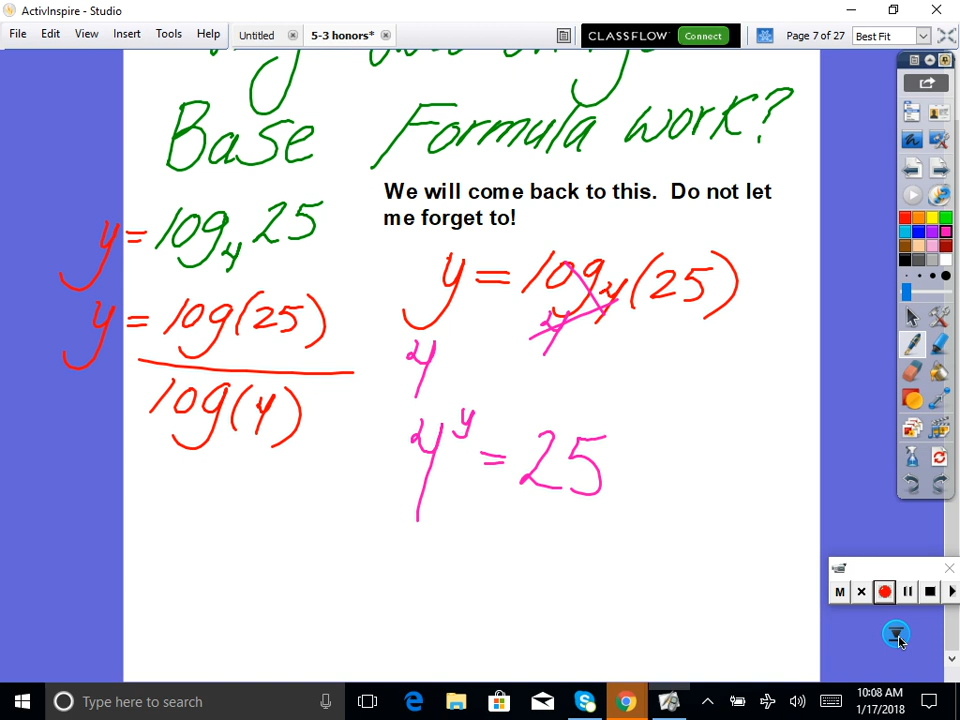 ActivInspire - Studio
File Edit View Insert Tools Help Untitled 5-3 honors* CLASSFLOW Connect Page 7 of 27 Best Fit
Base Formula work?
We will come back to this. Do not let
me forget to!
y = log₄ 25
y = log₄(25)
4
y = log(25)
log(4)
4
4ʸ = 25
M
Type here to search
10:08 AM
1/17/2018